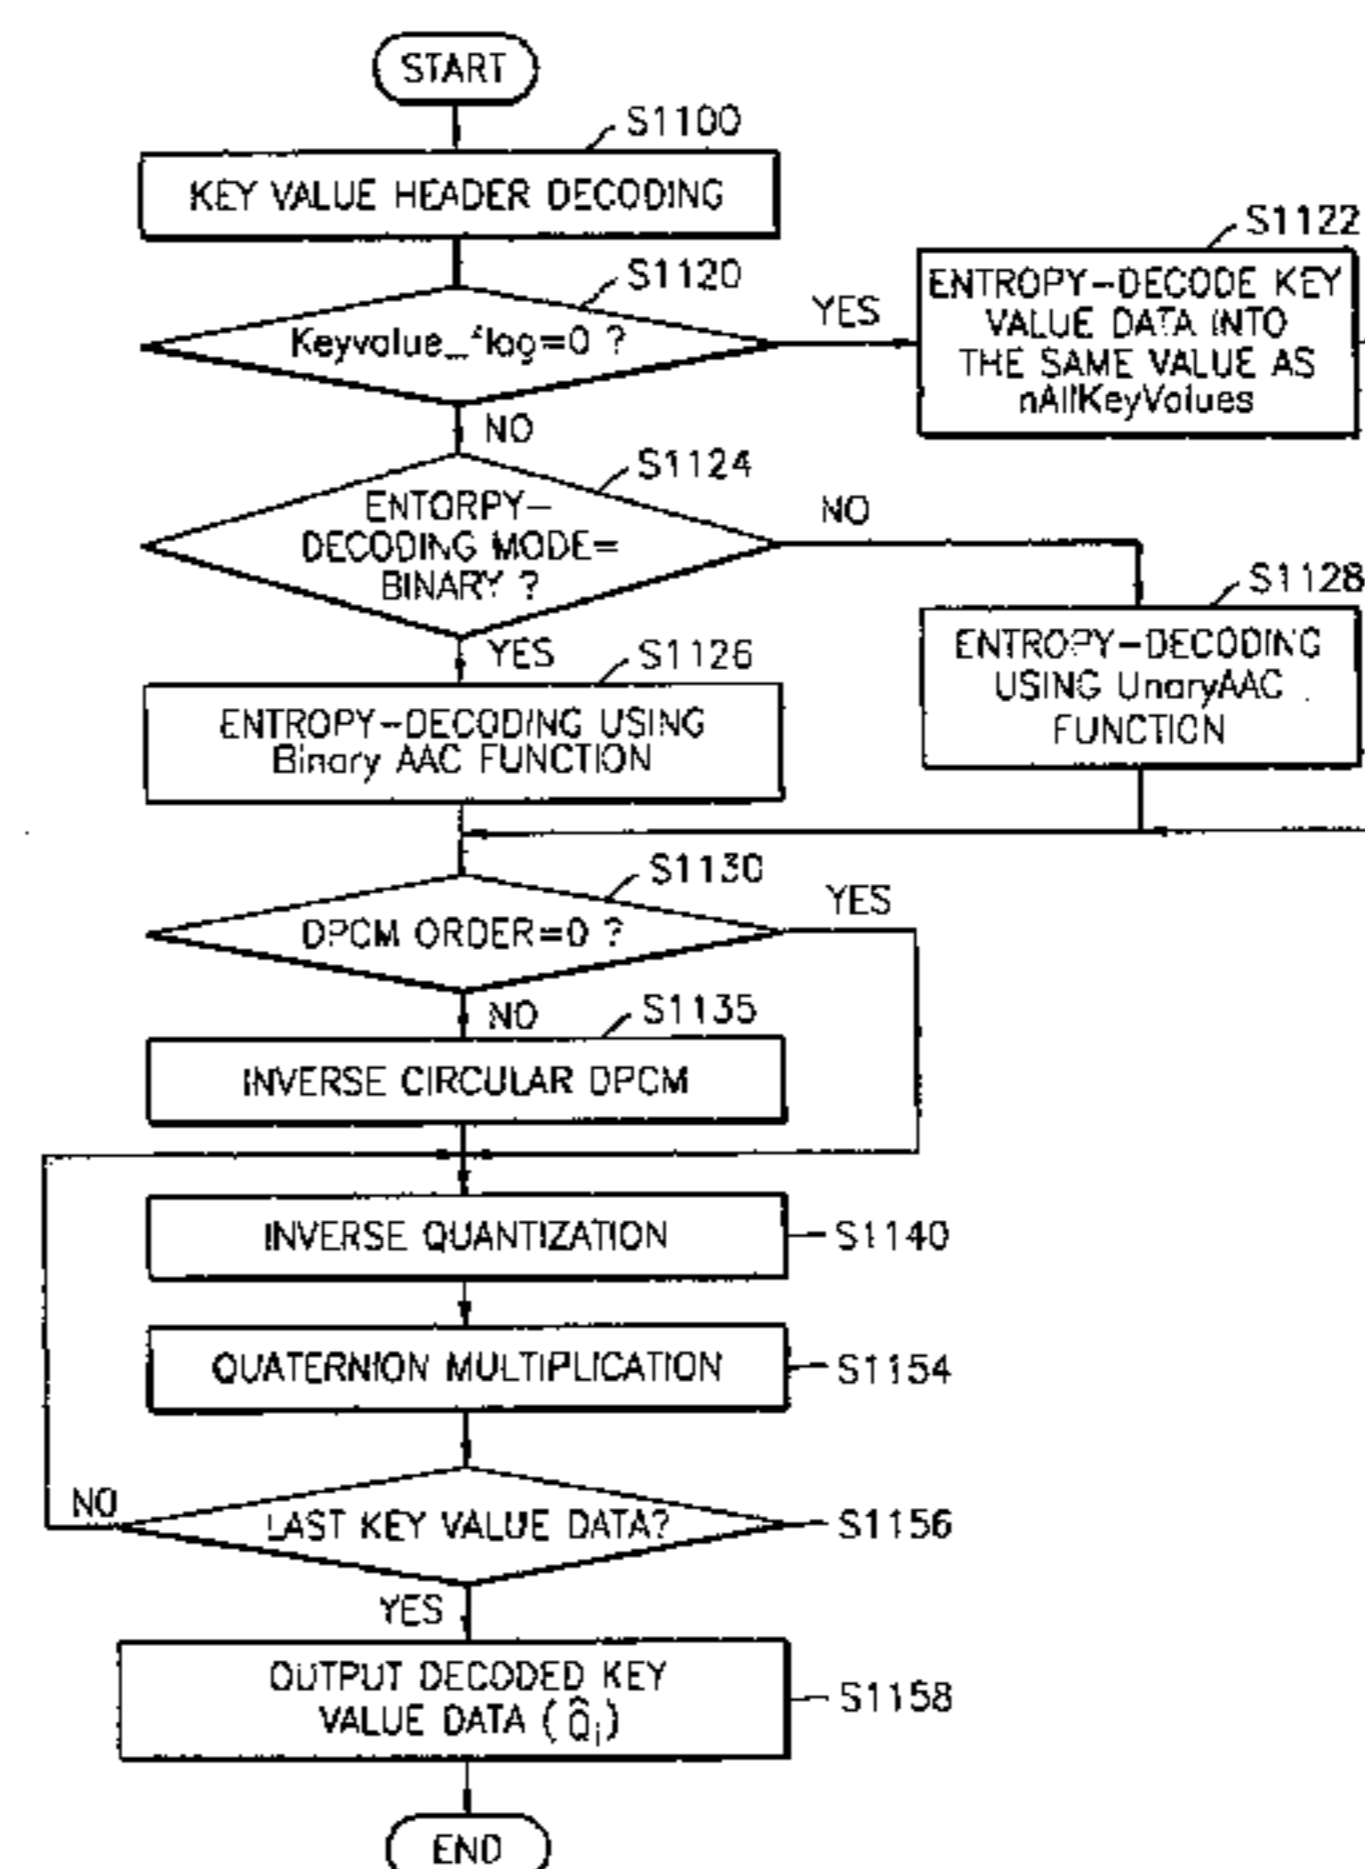 START
S1100
KEY VALUE HEADER DECODING
S1120
Keyvalue_flag=0 ?
YES
S1122
ENTROPY-DECODE KEY
VALUE DATA INTO
THE SAME VALUE AS
nAllKeyValues
NO
S1124
ENTORPY-
DECODING MODE=
BINARY ?
NO
S1128
ENTROPY-DECODING
USING UnaryAAC
FUNCTION
YES
S1126
ENTROPY-DECODING USING
Binary AAC FUNCTION
S1130
DPCM ORDER=0 ?
YES
NO
S1135
INVERSE CIRCULAR DPCM
INVERSE QUANTIZATION
S1140
QUATERNION MULTIPLICATION
S1154
NO
LAST KEY VALUE DATA?
S1156
YES
OUTPUT DECODED KEY
VALUE DATA (Q̂i)
S1158
END